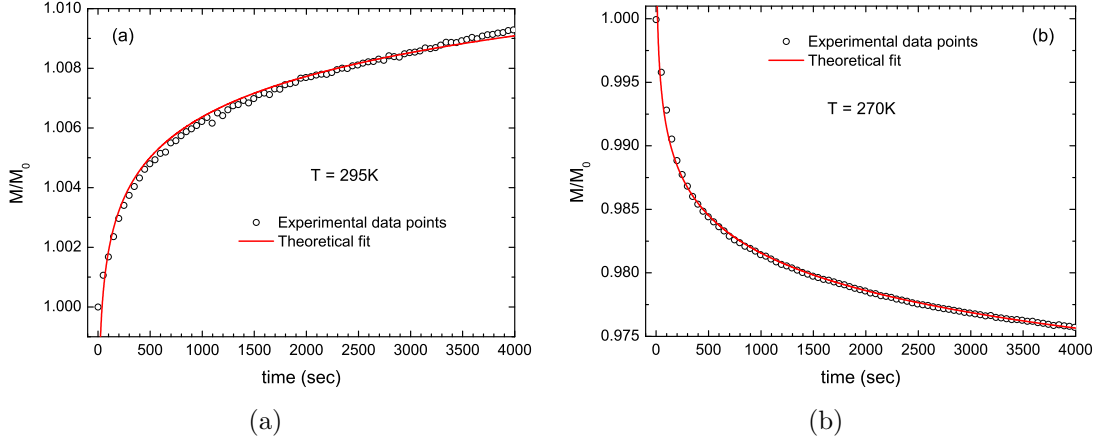 1.010
1.008
1.006
1.004
1.002
1.000
M/M0
(a)
T = 295K
Experimental data points
Theoretical fit
0 500 1000 1500 2000 2500 3000 3500 4000
time (sec)
(a)
1.000
0.995
0.990
0.985
0.980
0.975
M/M0
Experimental data points
(b)
Theoretical fit
T = 270K
0 500 1000 1500 2000 2500 3000 3500 4000
time (sec)
(b)